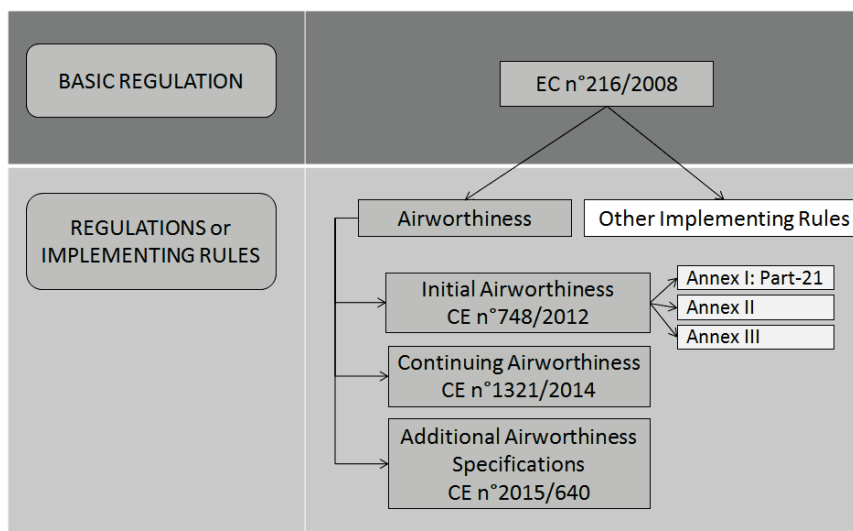 BASIC REGULATION
EC n°216/2008
REGULATIONS or
IMPLEMENTING RULES
Airworthiness
Other Implementing Rules
Initial Airworthiness
CE n°748/2012
Annex I: Part-21
Annex II
Annex III
Continuing Airworthiness
CE n°1321/2014
Additional Airworthiness
Specifications
CE n°2015/640